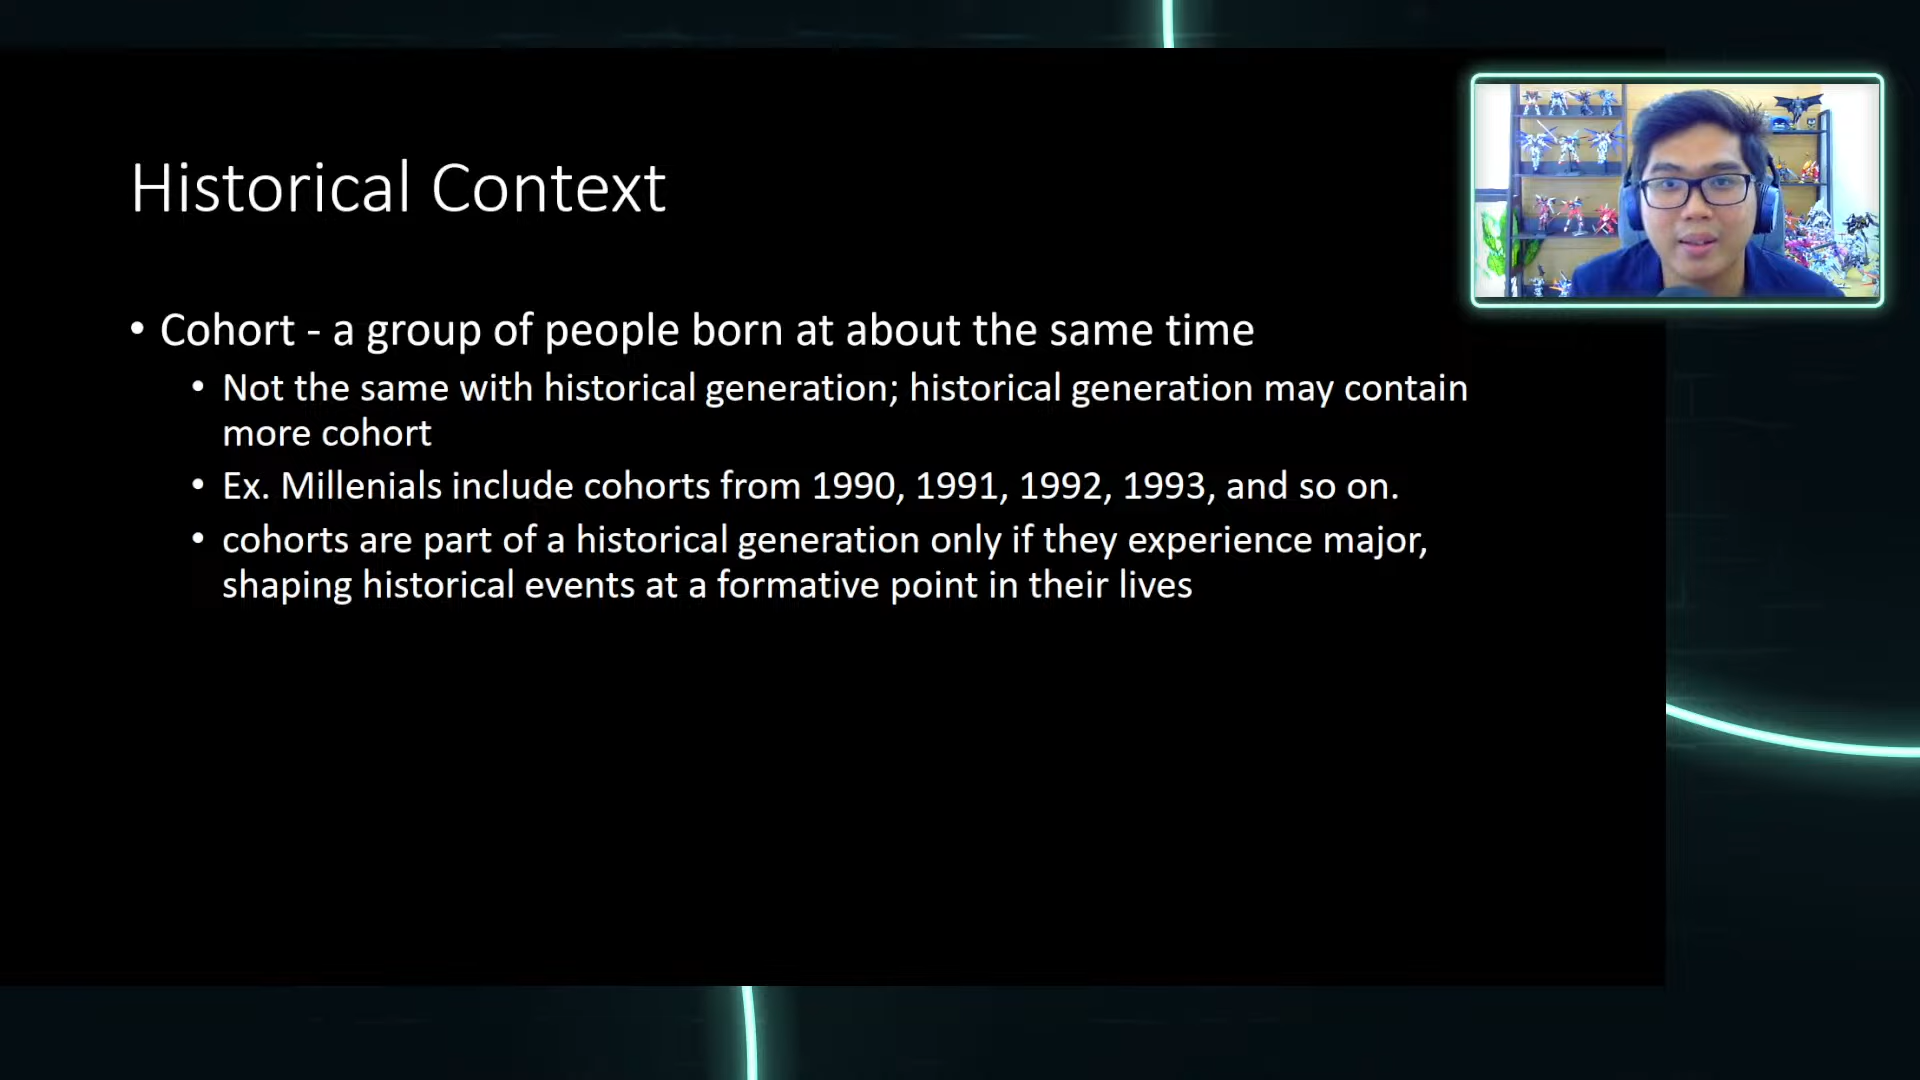 Historical Context
• Cohort - a group of people born at about the same time
• Not the same with historical generation; historical generation may contain
more cohort
• Ex. Millenials include cohorts from 1990, 1991, 1992, 1993, and so on.
• cohorts are part of a historical generation only if they experience major,
shaping historical events at a formative point in their lives